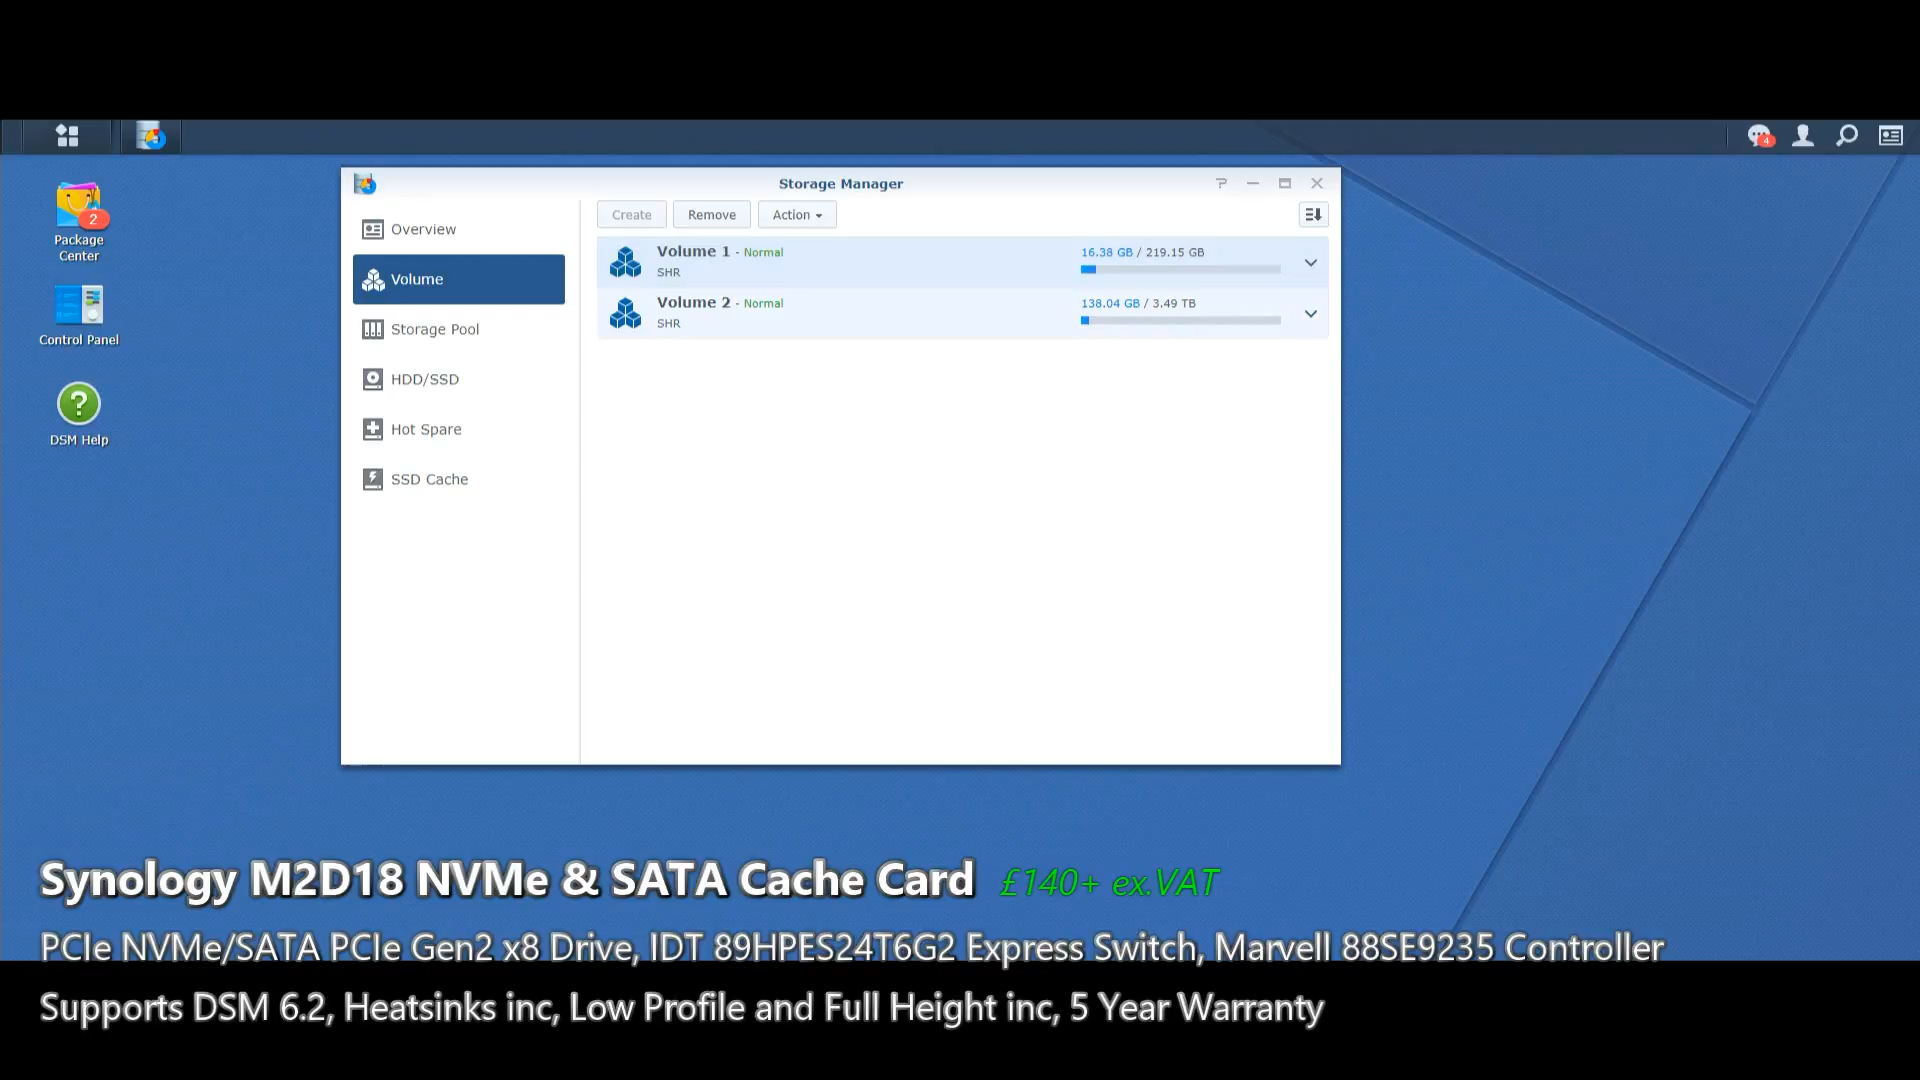 4
Storage Manager
Package
Center
2
Control Panel
DSM Help
Overview
Volume
Storage Pool
HDD/SSD
Hot Spare
SSD Cache
Create Remove Action
Volume 1 - Normal 16.38 GB / 219.15 GB
SHR
Volume 2 - Normal 138.04 GB / 3.49 TB
SHR
Synology M2D18 NVMe & SATA Cache Card £140+ ex.VAT
PCIe NVMe/SATA PCIe Gen2 x8 Drive, IDT 89HPES24T6G2 Express Switch, Marvell 88SE9235 Controller
Supports DSM 6.2, Heatsinks inc, Low Profile and Full Height inc, 5 Year Warranty